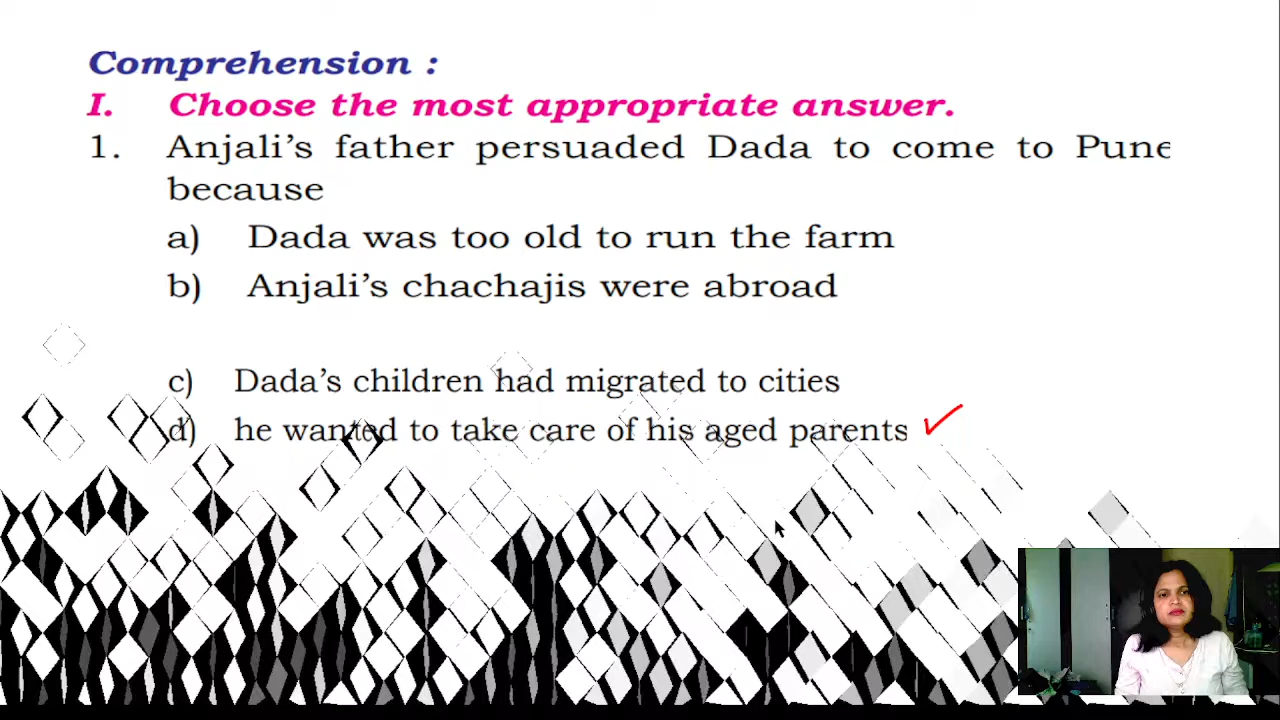 Comprehension :
I. Choose the most appropriate answer.
1. Anjali's father persuaded Dada to come to Pune
because
a) Dada was too old to run the farm
b) Anjali's chachajis were abroad
c) Dada's children had migrated to cities
d) he wanted to take care of his aged parents